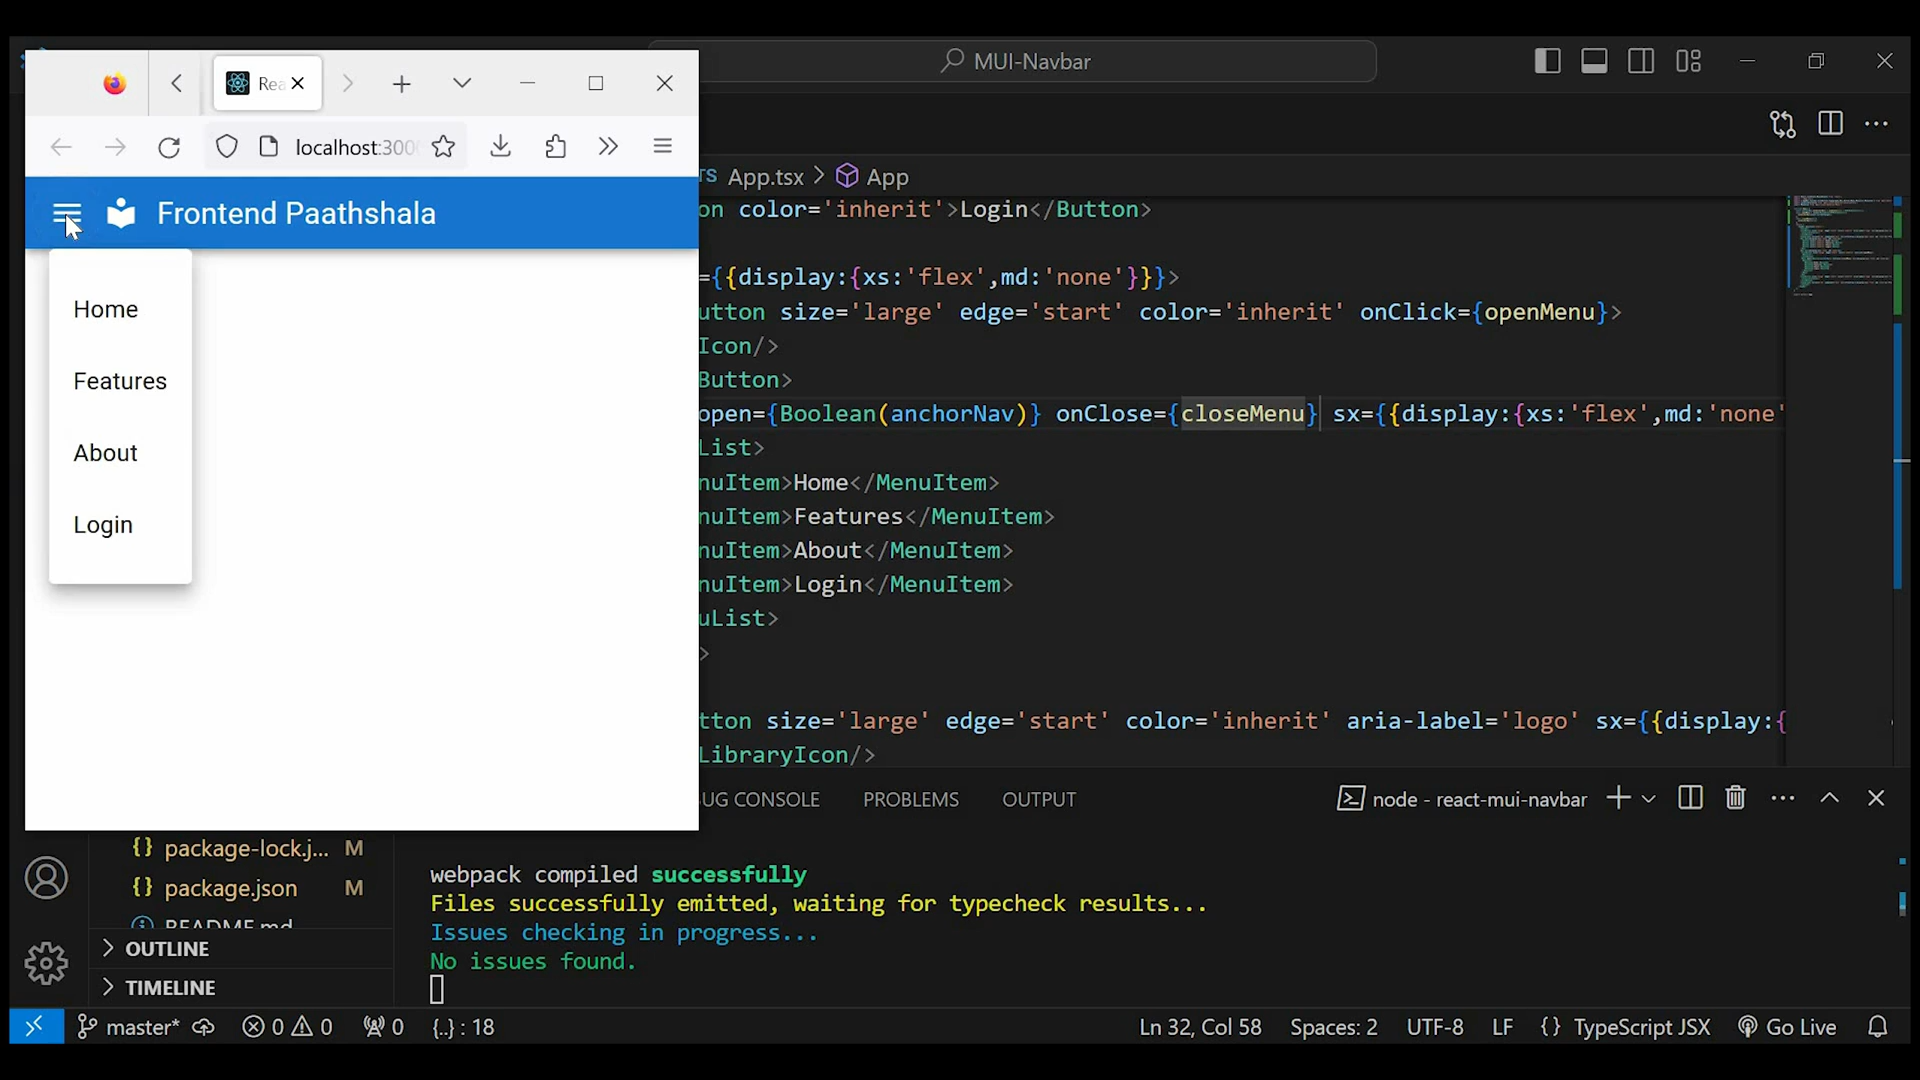 MUI-Navbar
Rea
localhost:300
Frontend Paathshala
Home
Features
About
Login
TS App.tsx > App
on color='inherit'>Login</Button>
={{display:{xs:'flex',md:'none'}}}>
utton size='large' edge='start' color='inherit' onClick={openMenu}>
Icon/>
Button>
open={Boolean(anchorNav)} onClose={closeMenu} sx={{display:{xs:'flex',md:'none'
List>
nuItem>Home</MenuItem>
nuItem>Features</MenuItem>
nuItem>About</MenuItem>
nuItem>Login</MenuItem>
uList>
>
tton size='large' edge='start' color='inherit' aria-label='logo' sx={{display:{
LibraryIcon/>
UG CONSOLE PROBLEMS OUTPUT node - react-mui-navbar
{} package-lock.j... M
{} package.json M
README.md
OUTLINE
TIMELINE
webpack compiled successfully
Files successfully emitted, waiting for typecheck results...
Issues checking in progress...
No issues found.
master* 0 0 0 {..} : 18 Ln 32, Col 58 Spaces: 2 UTF-8 LF {} TypeScript JSX Go Live